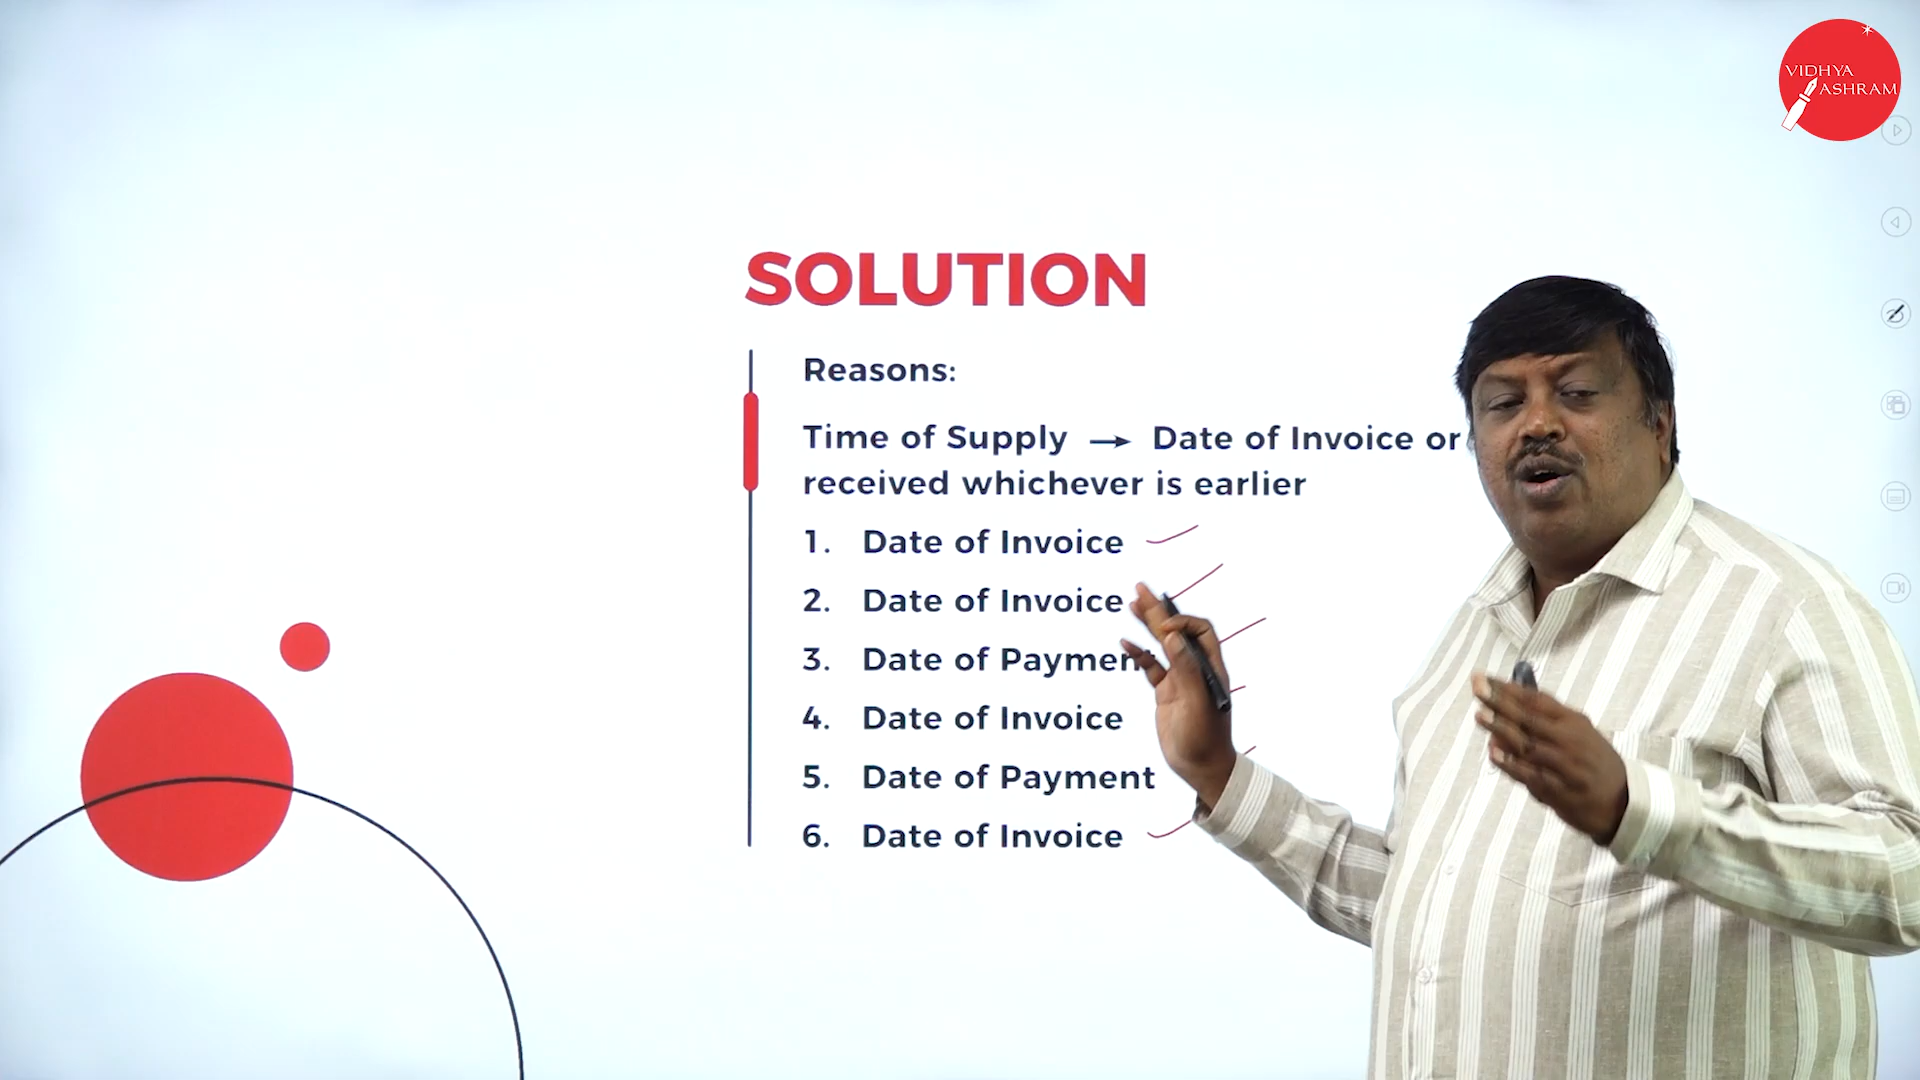 VIDHYA
ASHRAM
SOLUTION
Reasons:
Time of Supply → Date of Invoice or
received whichever is earlier
1. Date of Invoice
2. Date of Invoice
3. Date of Payment
4. Date of Invoice
5. Date of Payment
6. Date of Invoice